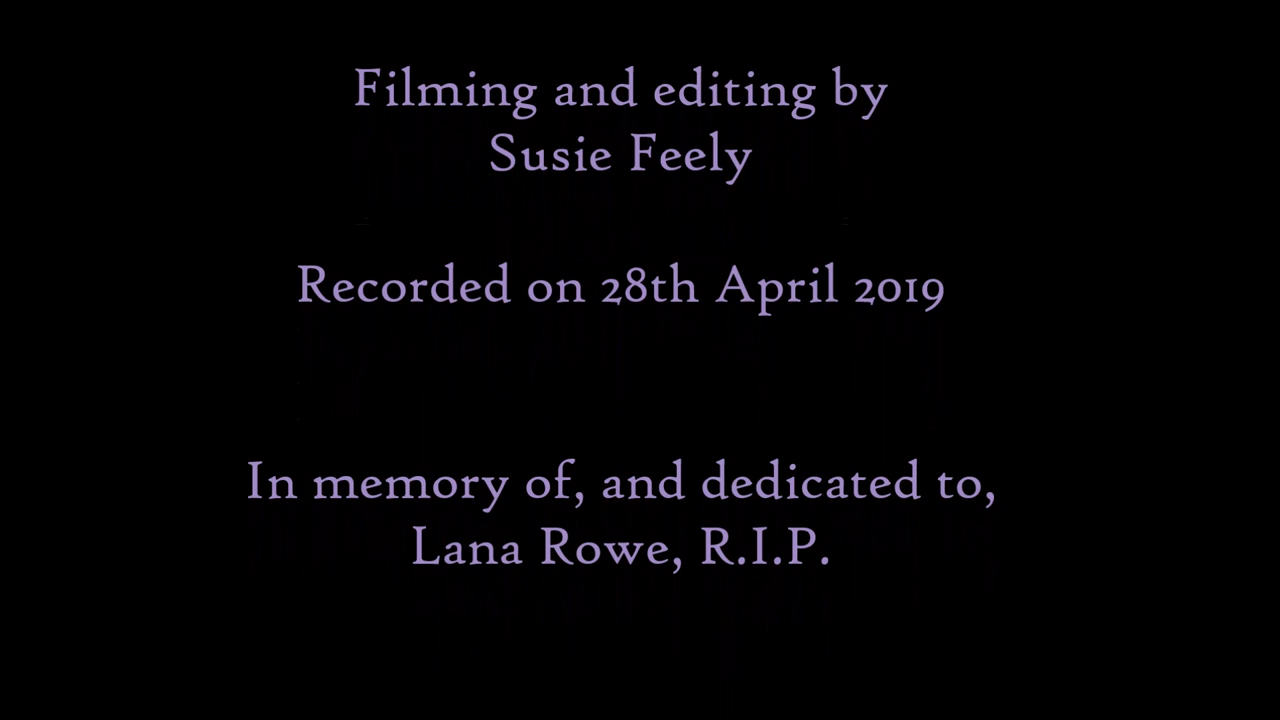 Filming and editing by
Susie Feely
Recorded on 28th April 2019
In memory of, and dedicated to,
Lana Rowe, R.I.P.